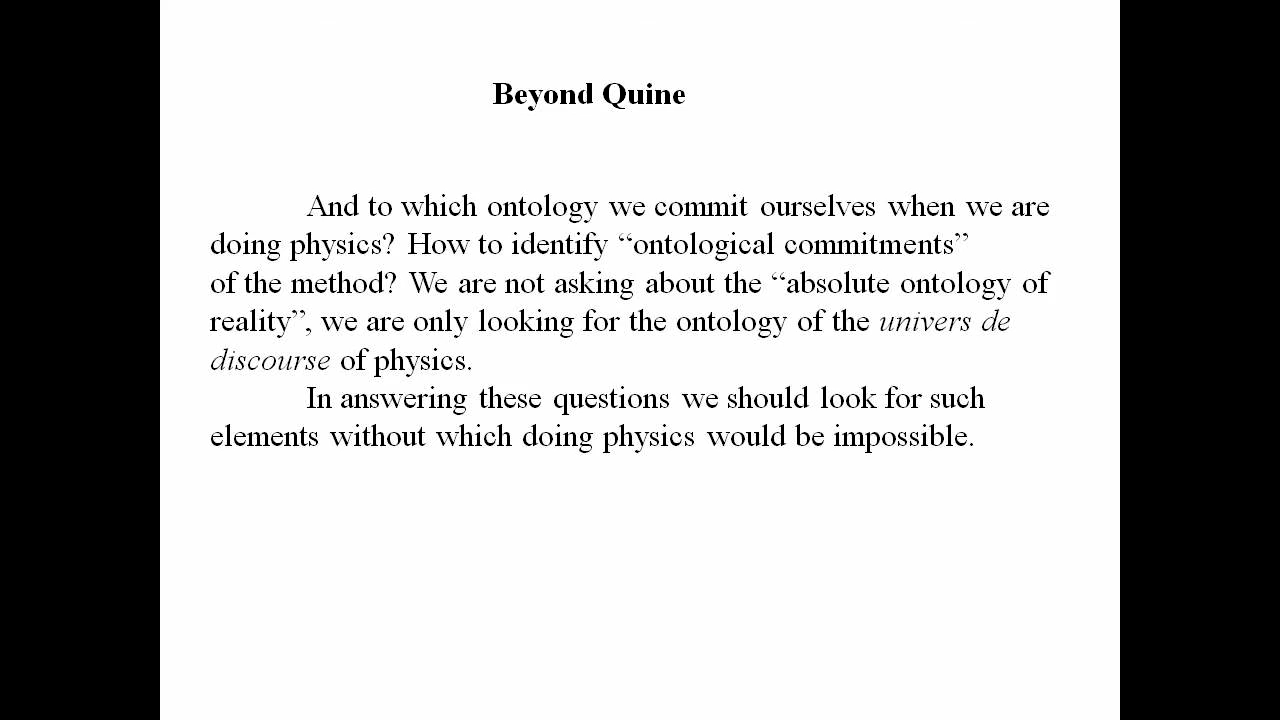 Beyond Quine
And to which ontology we commit ourselves when we are
doing physics? How to identify “ontological commitments”
of the method? We are not asking about the “absolute ontology of
reality”, we are only looking for the ontology of the univers de
discourse of physics.
In answering these questions we should look for such
elements without which doing physics would be impossible.